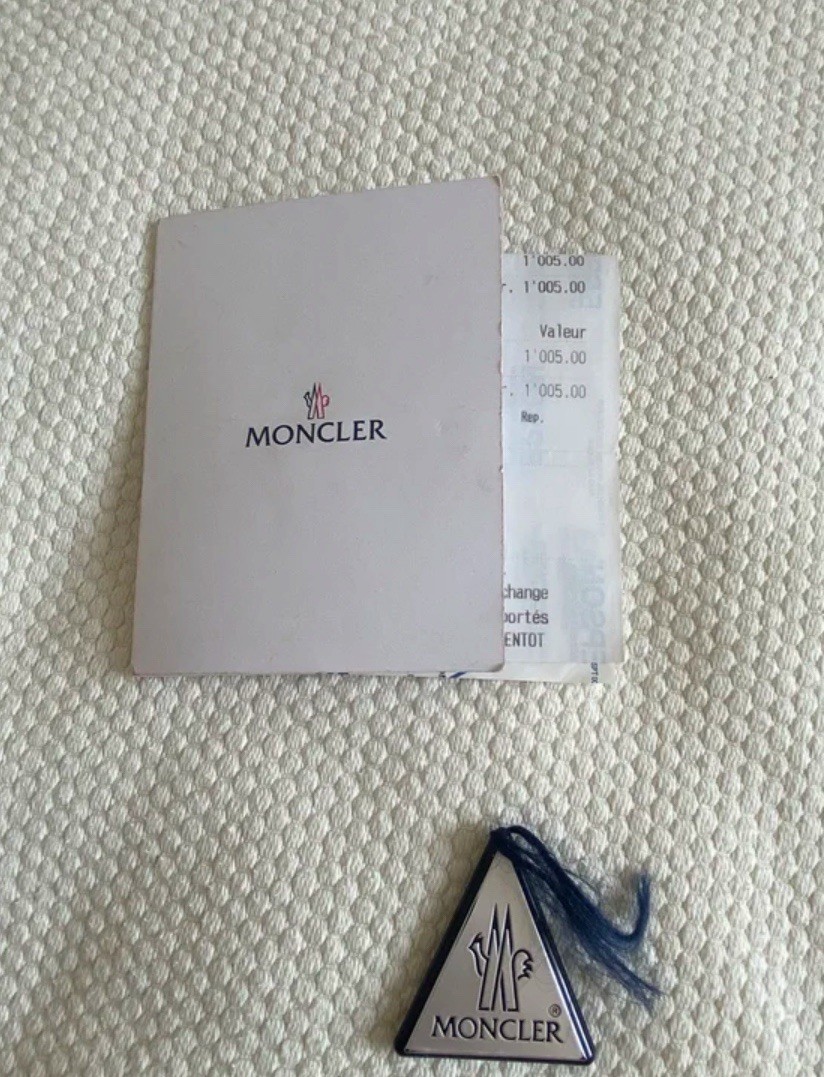 MONCLER
1'005.00
r. 1'005.00
Valeur
1'005.00
r. 1'005.00
Rep.
change
portés
ENTOT
EPSON
MONCLER
®